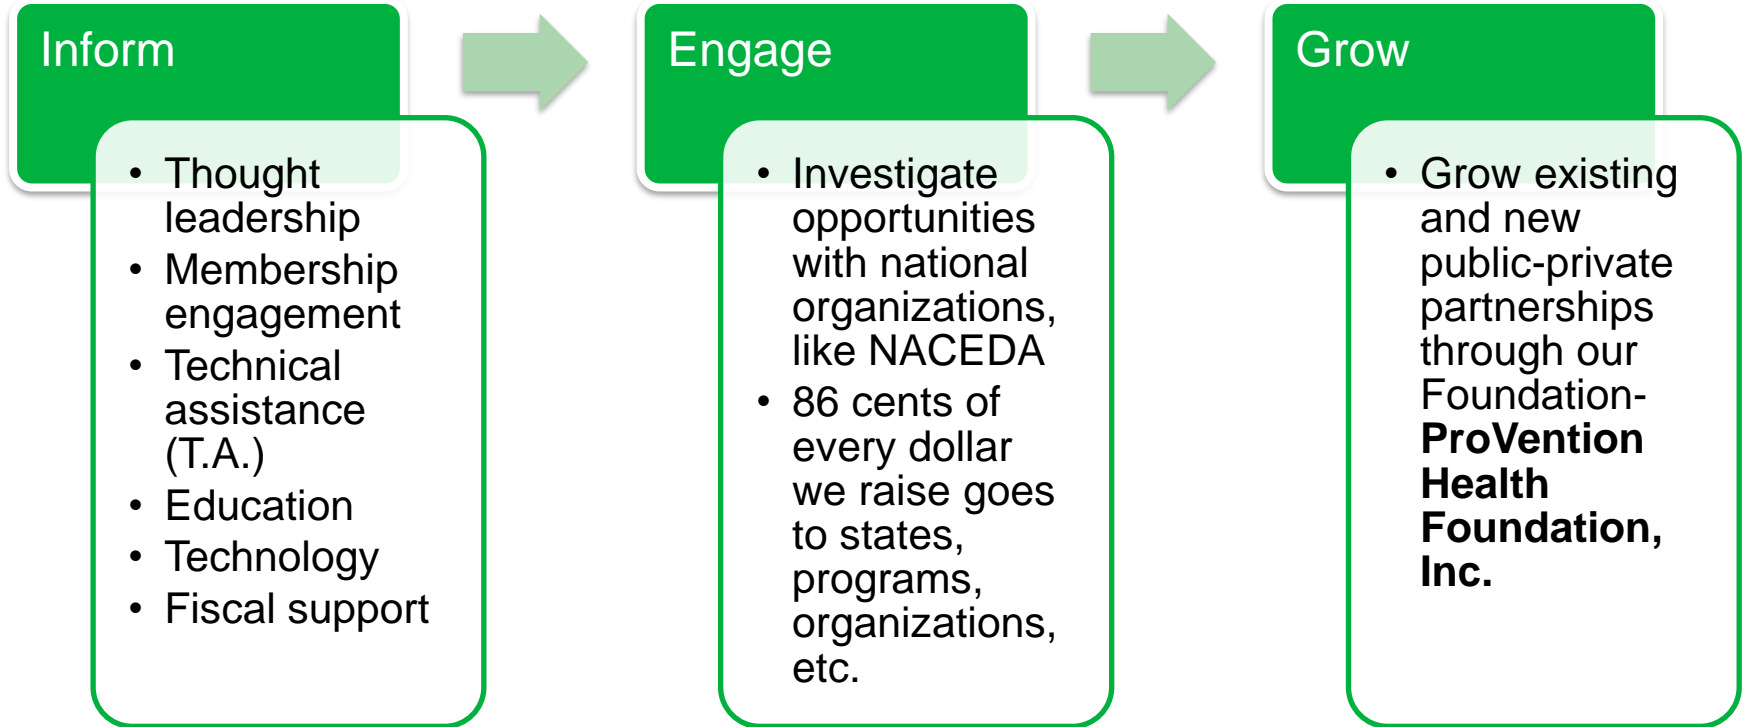 Inform
• Thought
leadership
• Membership
engagement
• Technical
assistance
(T.A.)
• Education
• Technology
• Fiscal support
Engage
• Investigate
opportunities
with national
organizations,
like NACEDA
• 86 cents of
every dollar
we raise goes
to states,
programs,
organizations,
etc.
Grow
• Grow existing
and new
public-private
partnerships
through our
Foundation-
ProVention
Health
Foundation,
Inc.